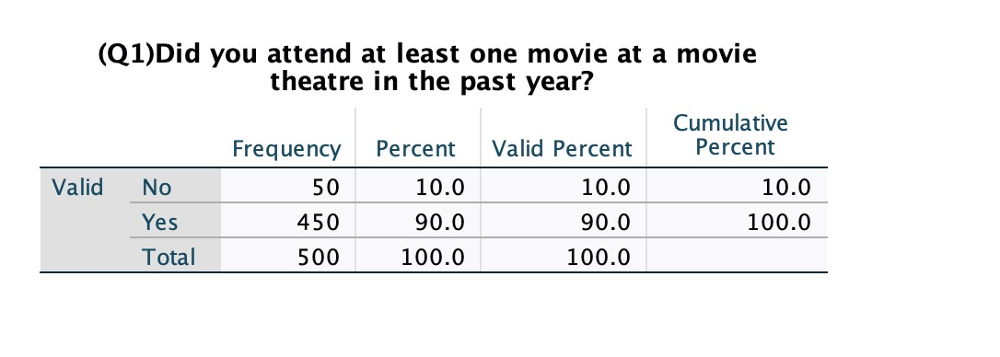 (Q1)Did you attend at least one movie at a movie
theatre in the past year?
Frequency Percent Valid Percent Cumulative Percent
Valid No 50 10.0 10.0 10.0
Yes 450 90.0 90.0 100.0
Total 500 100.0 100.0